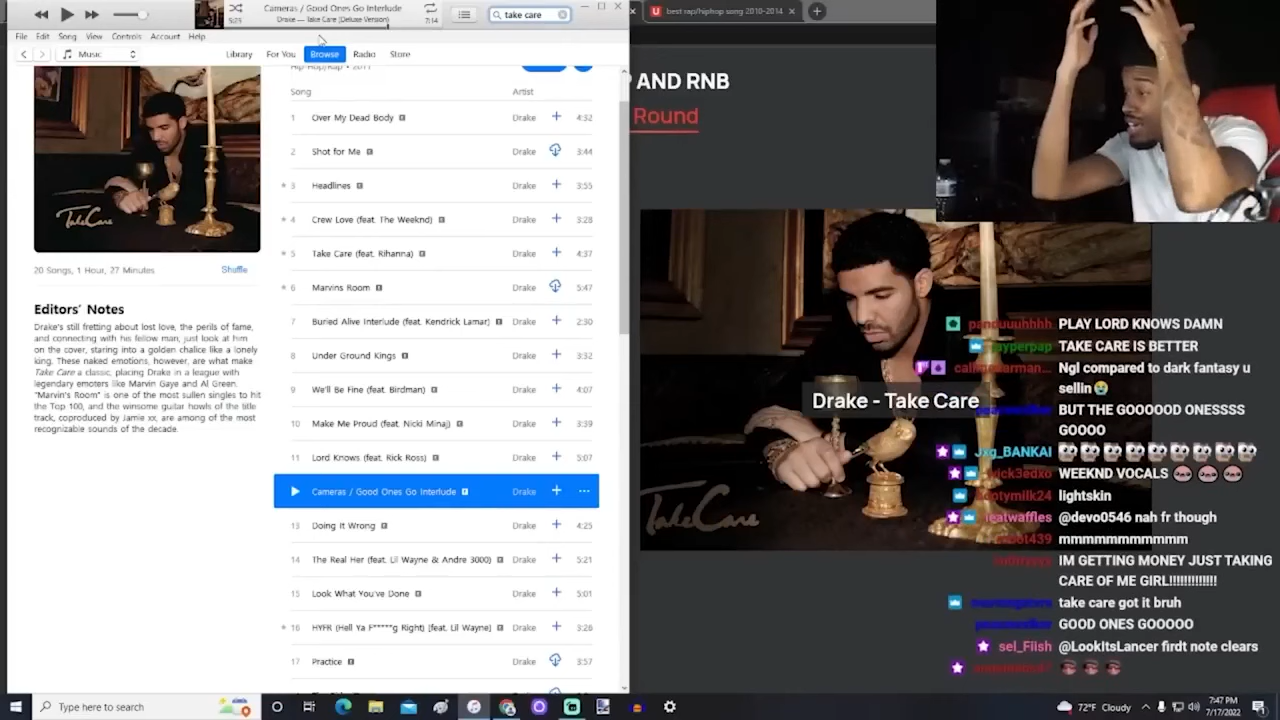 Cameras / Good Ones Go Interlude
5:25 Drake — Take Care (Deluxe Version) 7:14
take care
best rap/hiphop song 2010-2014
File Edit Song View Controls Account Help
Music Library For You Browse Radio Store
AND RNB
Round
Song Artist
1 Over My Dead Body E Drake 4:32
2 Shot for Me E Drake 3:44
3 Headlines E Drake 3:55
4 Crew Love (feat. The Weeknd) E Drake 3:28
5 Take Care (feat. Rihanna) E Drake 4:37
6 Marvins Room E Drake 5:47
7 Buried Alive Interlude (feat. Kendrick Lamar) E Drake 2:30
8 Under Ground Kings E Drake 3:32
9 We'll Be Fine (feat. Birdman) E Drake 4:07
10 Make Me Proud (feat. Nicki Minaj) E Drake 3:39
11 Lord Knows (feat. Rick Ross) E Drake 5:07
Cameras / Good Ones Go Interlude E Drake
13 Doing It Wrong E Drake 4:25
14 The Real Her (feat. Lil Wayne & Andre 3000) E Drake 5:21
15 Look What You've Done E Drake 5:01
16 HYFR (Hell Ya F*****g Right) [feat. Lil Wayne] E Drake 3:26
17 Practice E Drake 3:57
TakeCare
20 Songs, 1 Hour, 27 Minutes Shuffle
Editors' Notes
Drake's still fretting about lost love, the perils of fame,
and connecting with his fellow man, just look at him
on the cover, staring into a golden chalice like a lonely
king. These naked emotions, however, are what make
Take Care a classic, placing Drake in a league with
legendary emoters like Marvin Gaye and Al Green.
"Marvin's Room" is one of the most sullen singles to hit
the Top 100, and the winsome guitar howls of the title
track, coproduced by Jamie xx, are among of the most
recognizable sounds of the decade.
Drake - Take Care
TakeCare
PLAY LORD KNOWS DAMN
TAKE CARE IS BETTER
Ngl compared to dark fantasy u
sellin😭
BUT THE GOOOOD ONESSSS
GOOO
Jxg_BANKAI
WEEKND VOCALS
lightskin
@devo0546 nah fr though
mmmmmmmmmmm
IM GETTING MONEY JUST TAKING
CARE OF ME GIRL!!!!!!!!!!!!!
take care got it bruh
GOOD ONES GOOOOO
sel_Fiish @LookItsLancer firdt note clears
Type here to search
72°F Cloudy
7:47 PM
7/17/2022